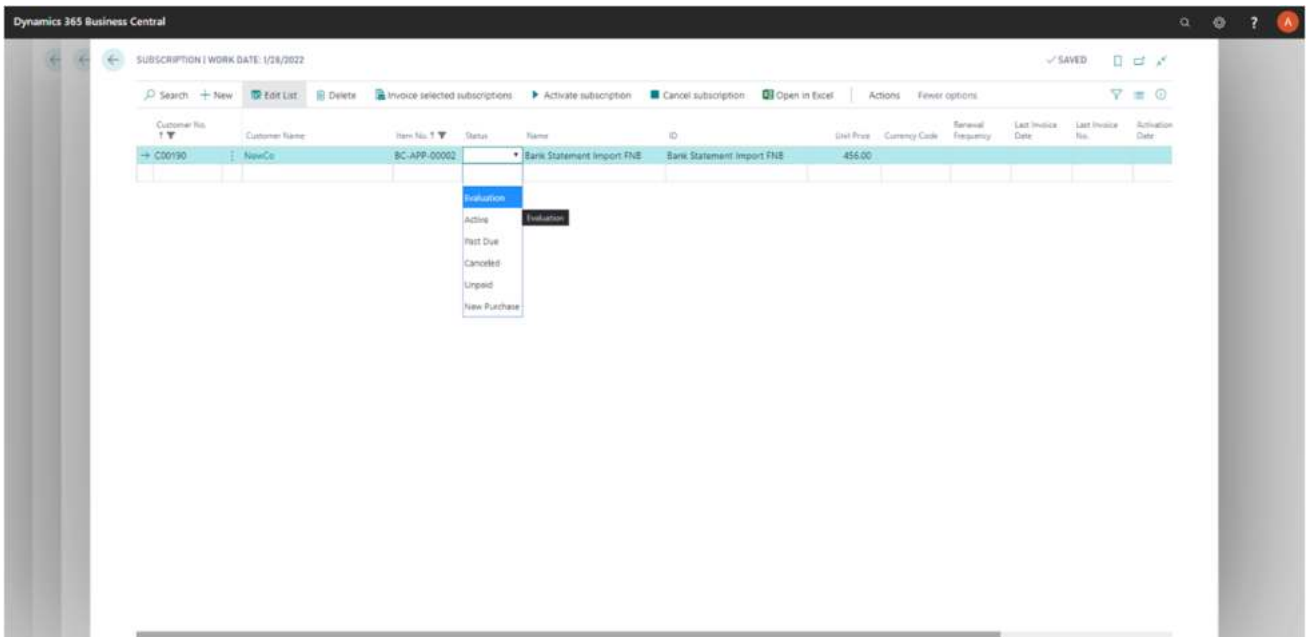 Dynamics 365 Business Central
?
A
SUBSCRIPTION | WORK DATE: 1/28/2022
✓ SAVED
Search + New Edit List Delete Invoice selected subscriptions Activate subscription Cancel subscription Open in Excel Actions Fewer options
Customer No. ↑ Customer Name Item No. ↑ Status Name ID Unit Price Currency Code Renewal Frequency Last Invoice Date Last Invoice No. Activation Date
→ C00190 NewCo BC-APP-00002 Bank Statement Import FNB Bank Statement Import FNB 456.00
Evaluation
Active
Evaluation
Past Due
Canceled
Unpaid
New Purchase